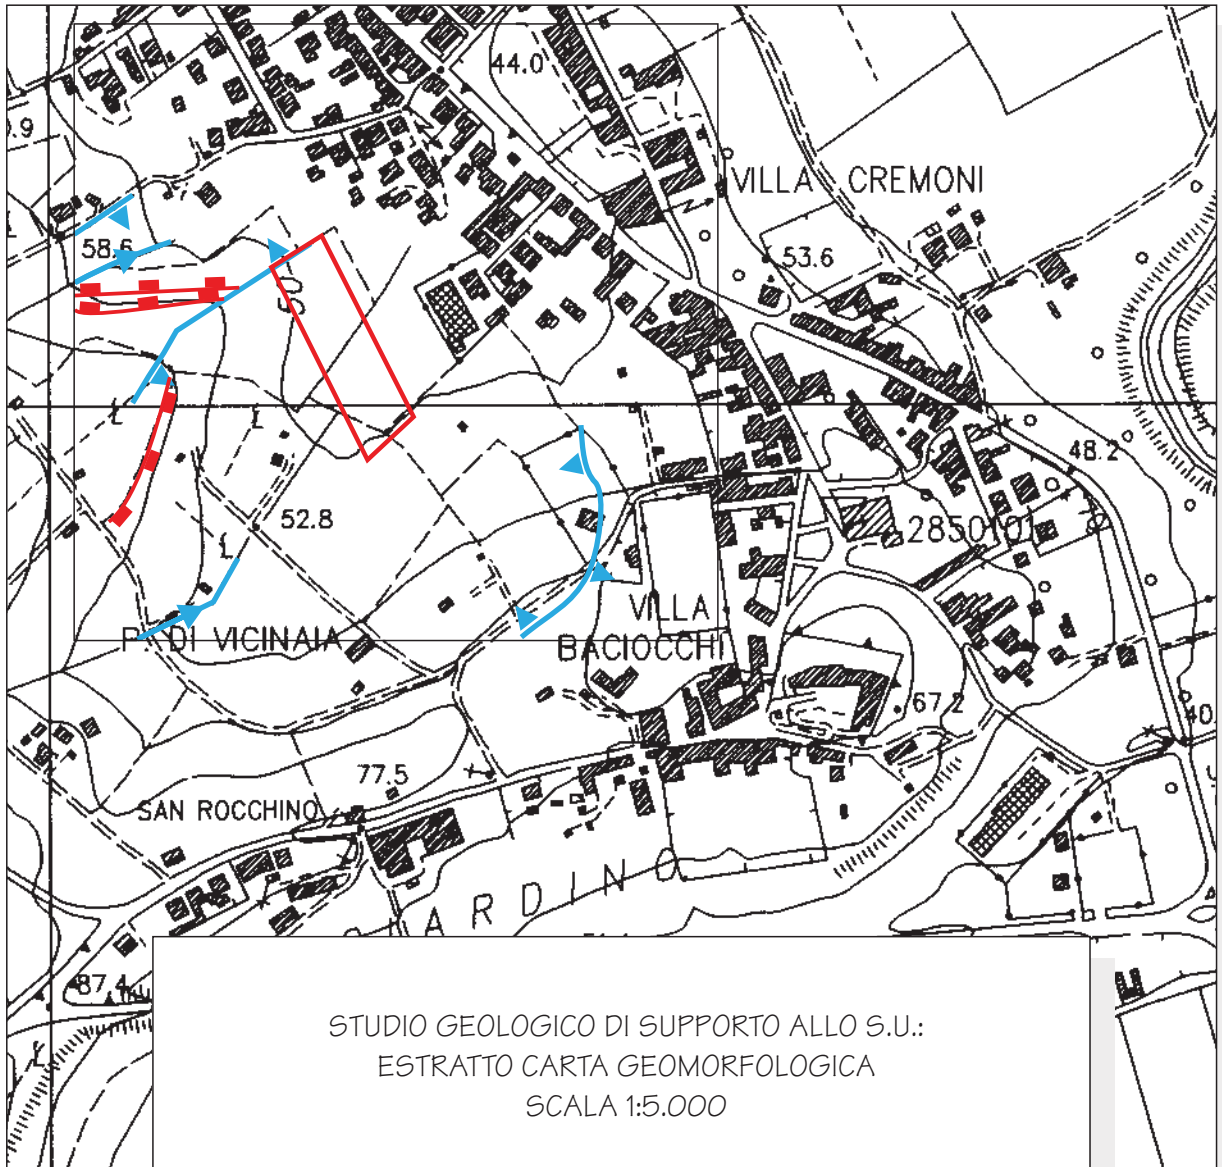 44.0
VILLA CREMONI
58.6
53.6
50
48.2
52.8
2850101
VILLA
BACIOCCHI
P. DI VICINAIA
67.2
40.
77.5
SAN ROCCHINO
ARDINO
87.4
STUDIO GEOLOGICO DI SUPPORTO ALLO S.U.:
ESTRATTO CARTA GEOMORFOLOGICA
SCALA 1:5.000